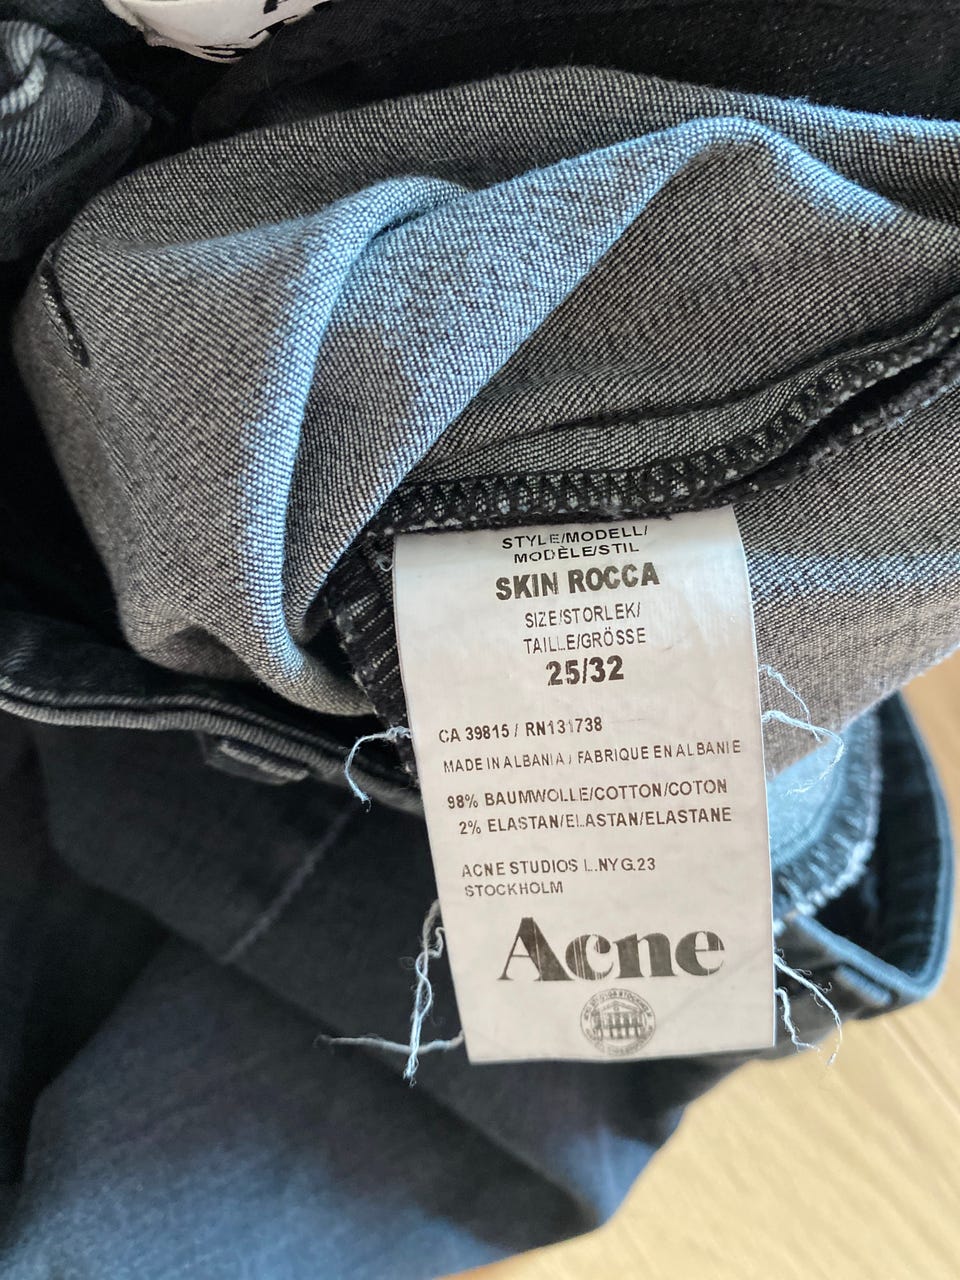 STYLE/MODELL/
MODÈLE/STIL
SKIN ROCCA
SIZE/STORLEK/
TAILLE/GRÖSSE
25/32
CA 39815 / RN131738
MADE IN ALBANIA / FABRIQUE EN ALBANIE
98% BAUMWOLLE/COTTON/COTON
2% ELASTAN/ELASTAN/ELASTANE
ACNE STUDIOS L.NYG.23
STOCKHOLM
Acne